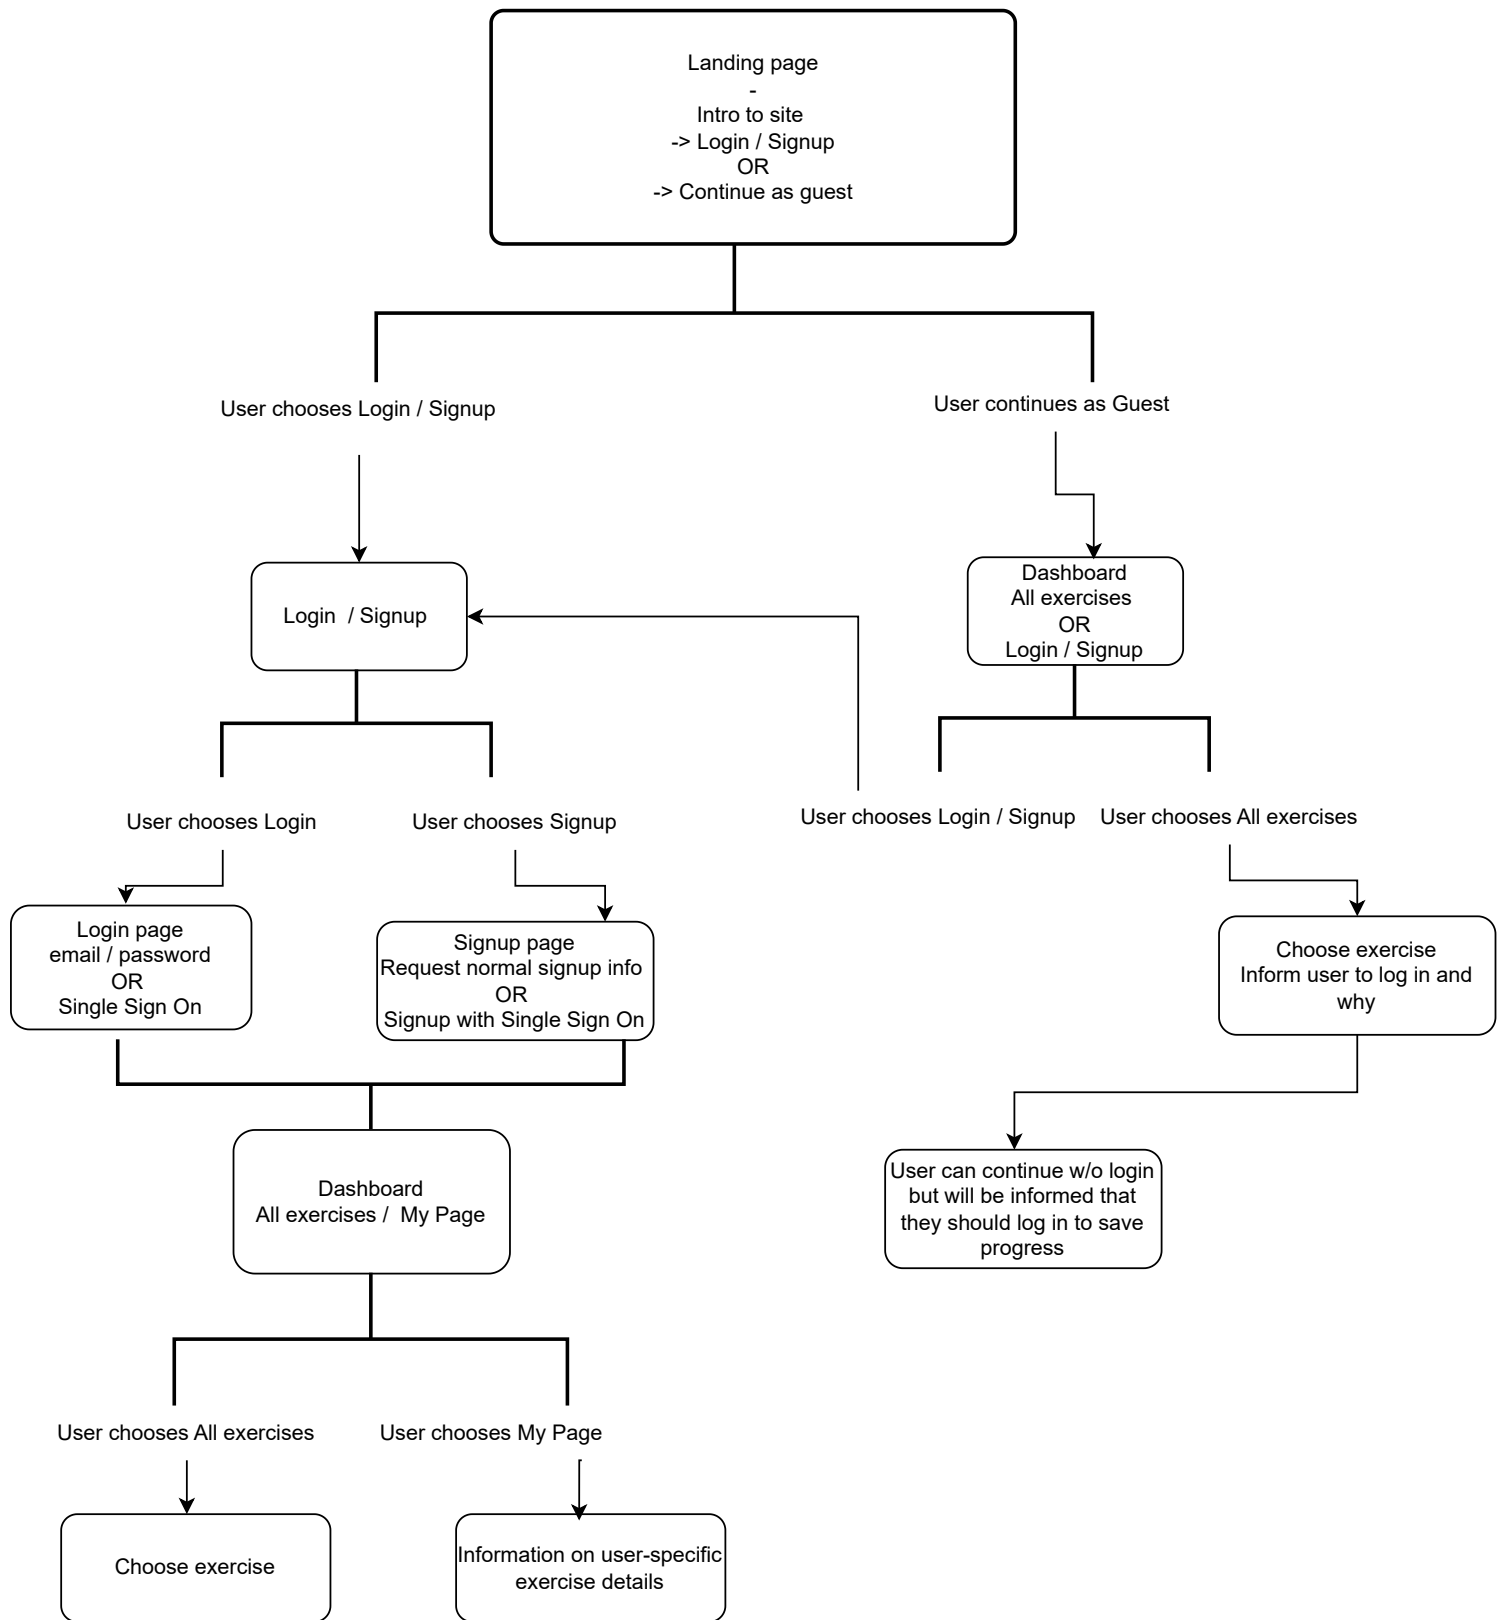 Landing page
-
Intro to site
-> Login / Signup
OR
-> Continue as guest
User chooses Login / Signup
User continues as Guest
Login  / Signup
Dashboard
All exercises
OR
Login / Signup
User chooses Login
User chooses Signup
User chooses Login / Signup
User chooses All exercises
Login page
email / password
OR
Single Sign On
Signup page
Request normal signup info
OR
Signup with Single Sign On
Choose exercise
Inform user to log in and
why
User can continue w/o login
but will be informed that
they should log in to save
progress
Dashboard
All exercises /  My Page
User chooses All exercises
User chooses My Page
Choose exercise
Information on user-specific
exercise details